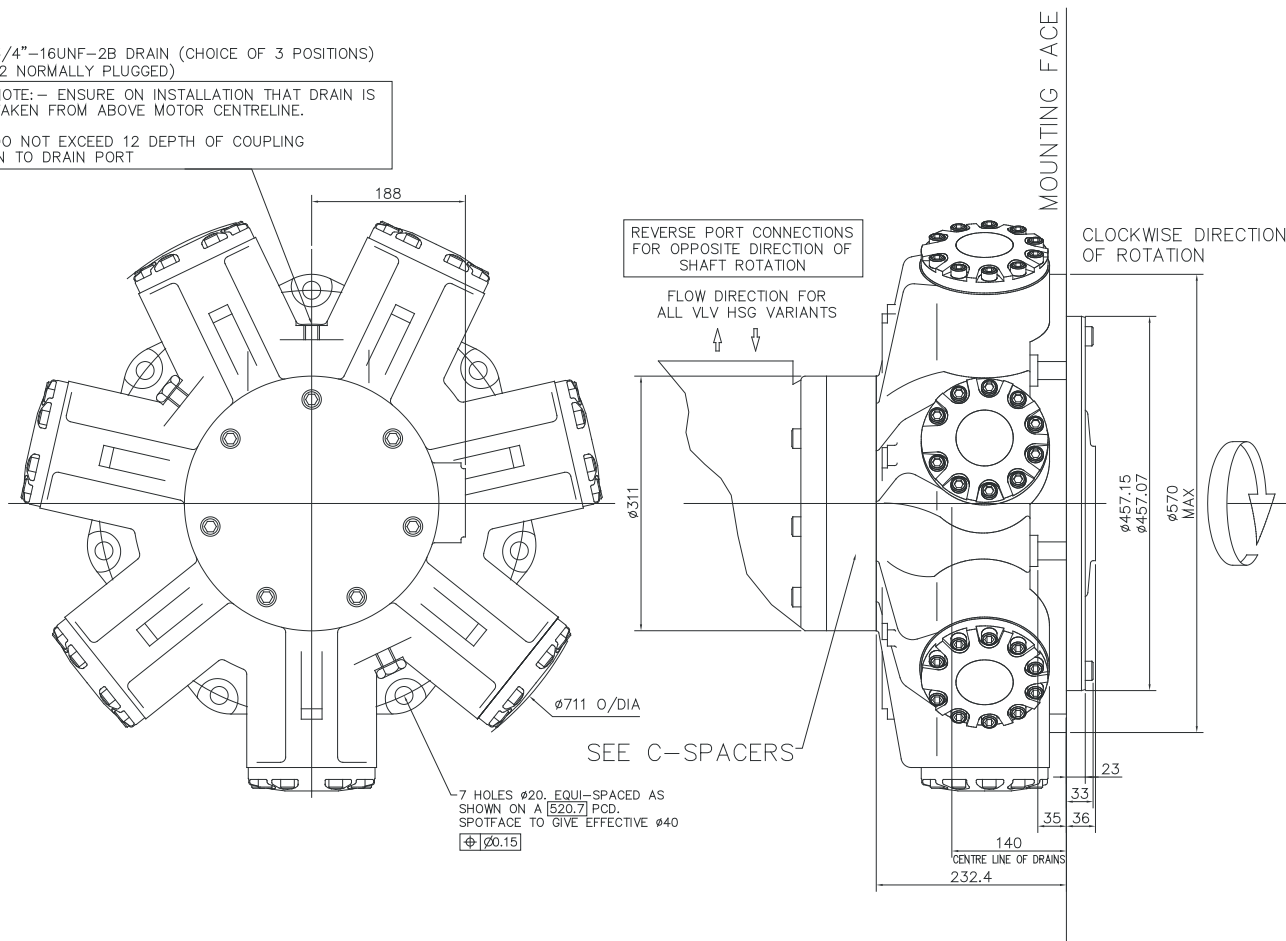 /4"-16UNF-2B DRAIN (CHOICE OF 3 POSITIONS)
2 NORMALLY PLUGGED)
OTE:- ENSURE ON INSTALLATION THAT DRAIN IS
AKEN FROM ABOVE MOTOR CENTRELINE.
O NOT EXCEED 12 DEPTH OF COUPLING
N TO DRAIN PORT
188
REVERSE PORT CONNECTIONS
FOR OPPOSITE DIRECTION OF
SHAFT ROTATION
FLOW DIRECTION FOR
ALL VLV HSG VARIANTS
MOUNTING FACE
CLOCKWISE DIRECTION
OF ROTATION
ø311
ø457.15
ø457.07
ø570
MAX
ø711 O/DIA
SEE C-SPACERS
7 HOLES ø20. EQUI-SPACED AS
SHOWN ON A 520.7 PCD.
SPOTFACE TO GIVE EFFECTIVE ø40
⌖ Ø0.15
23
33
35 36
140
CENTRE LINE OF DRAINS
232.4